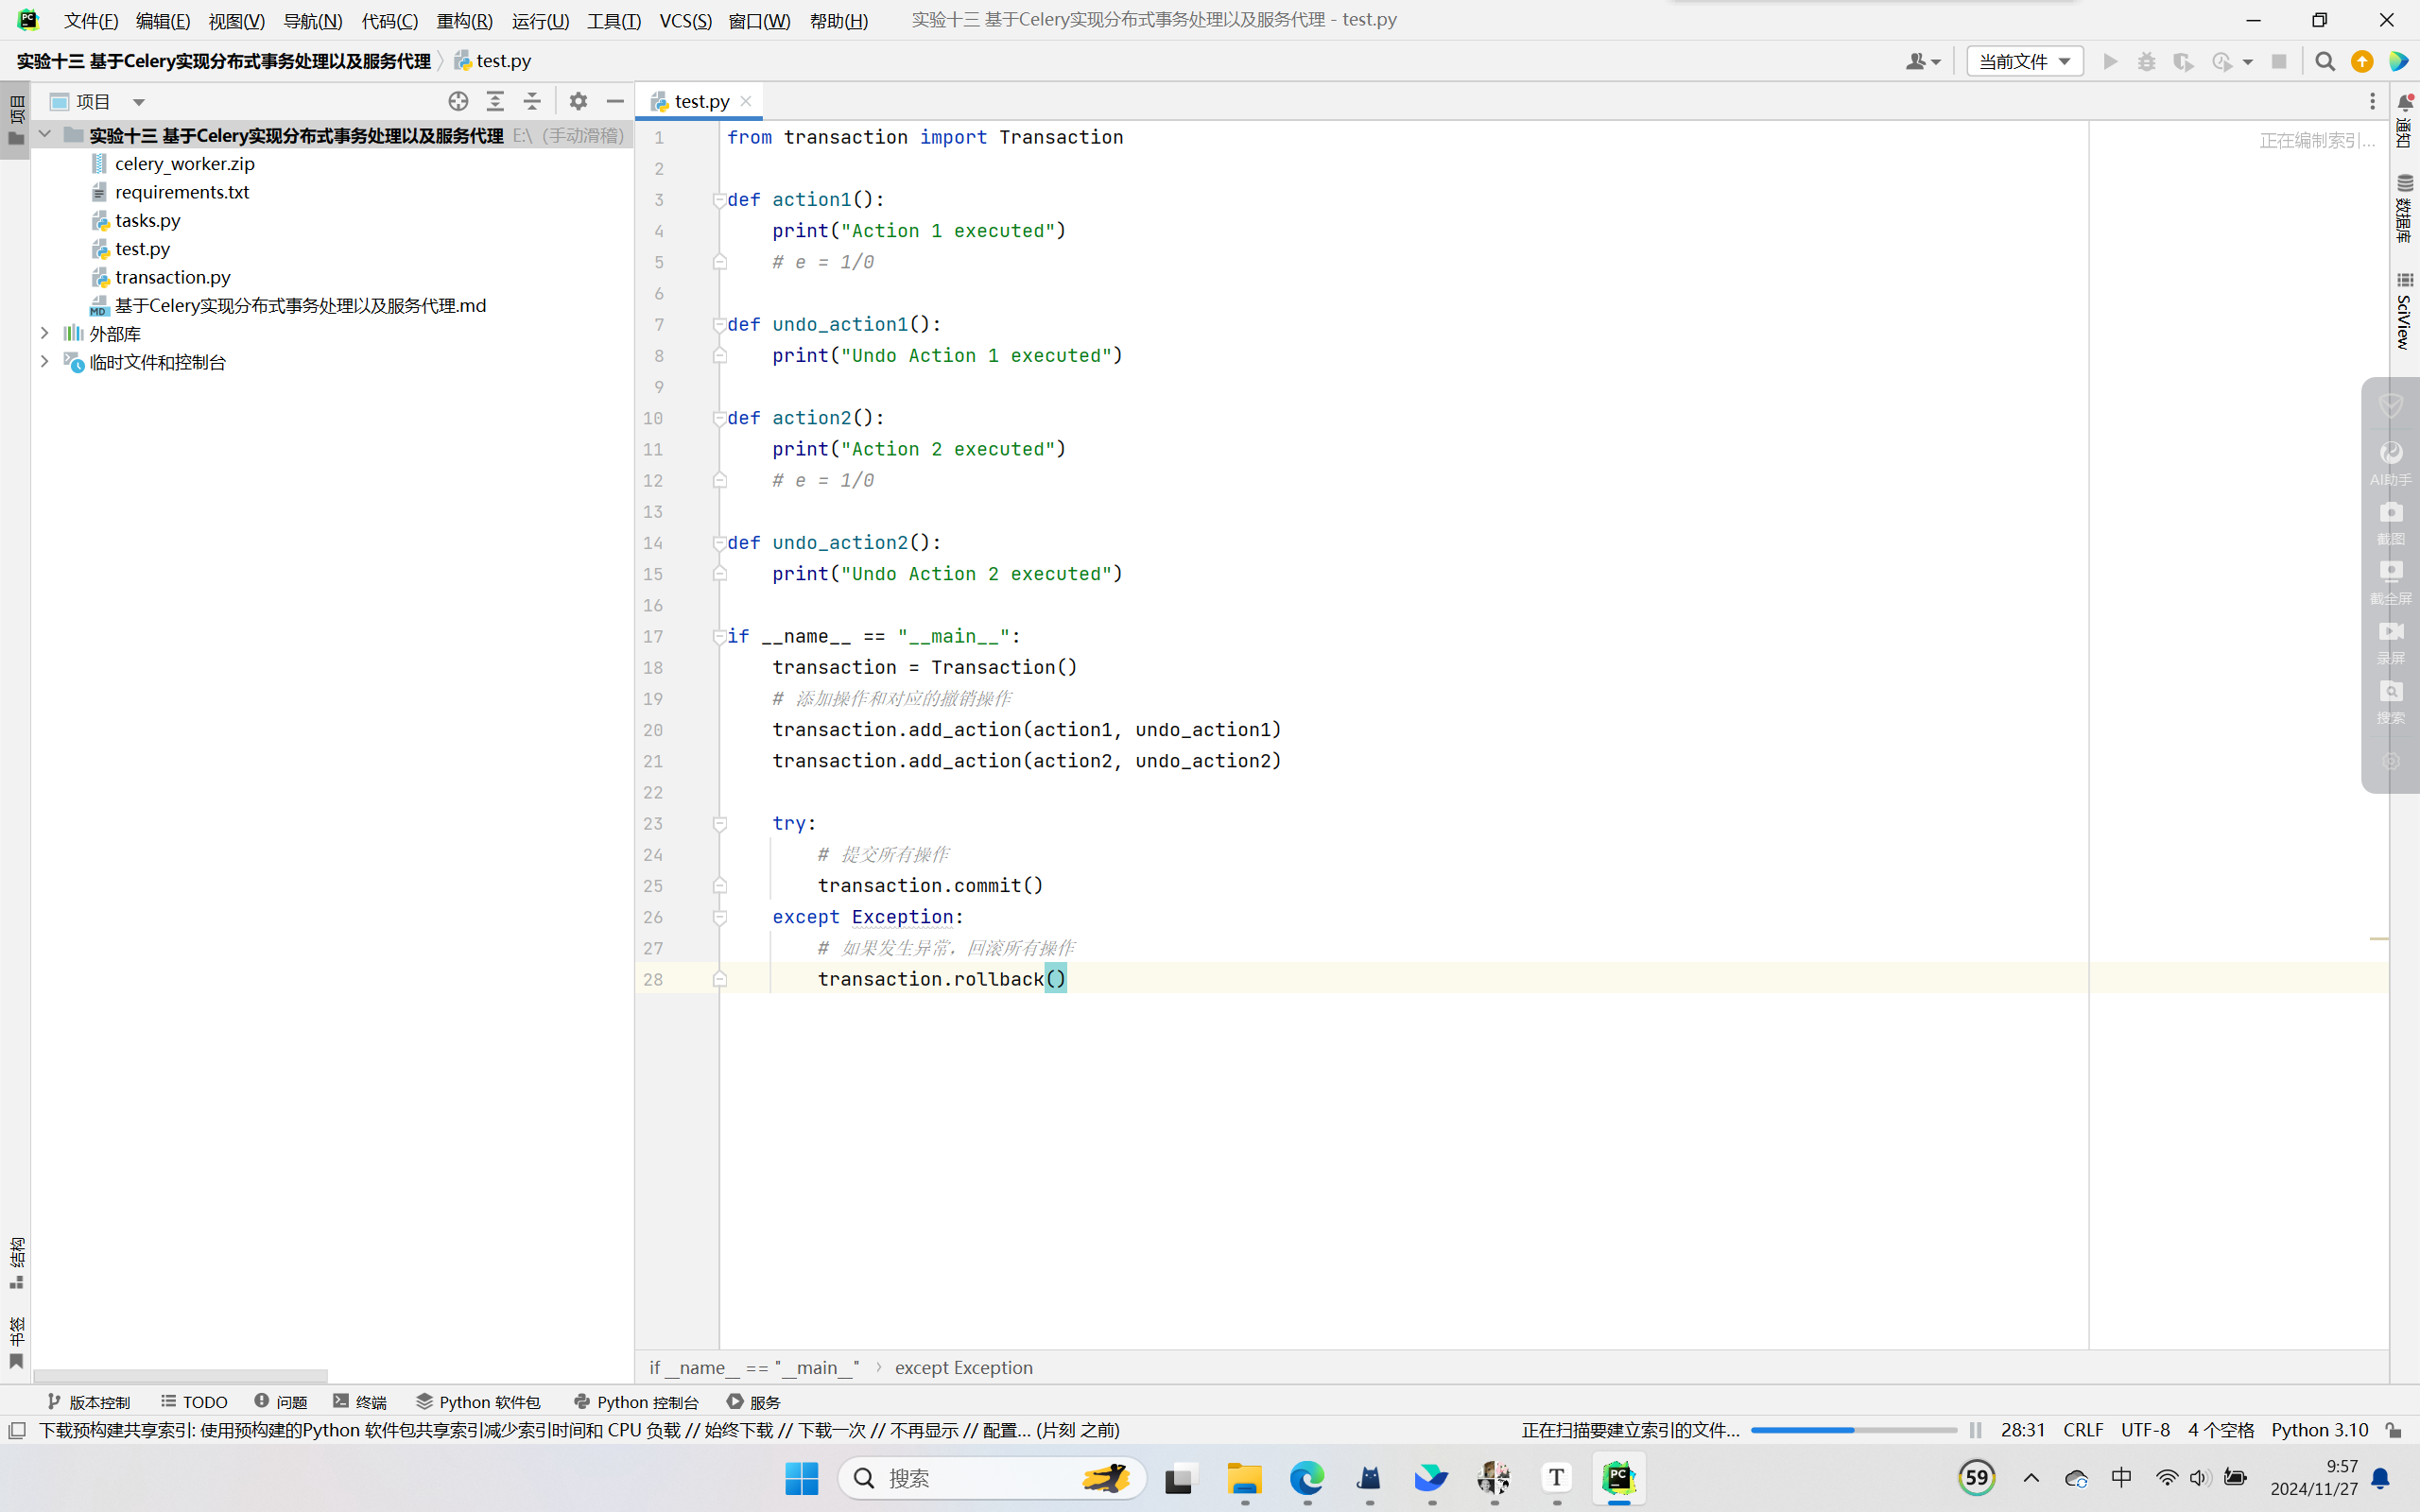 文件(F) 编辑(E) 视图(V) 导航(N) 代码(C) 重构(R) 运行(U) 工具(T) VCS(S) 窗口(W) 帮助(H) 实验十三 基于Celery实现分布式事务处理以及服务代理 - test.py
实验十三 基于Celery实现分布式事务处理以及服务代理 test.py 当前文件
项目
实验十三 基于Celery实现分布式事务处理以及服务代理 E:\ (手动滑稽)
celery_worker.zip
requirements.txt
tasks.py
test.py
transaction.py
基于Celery实现分布式事务处理以及服务代理.md
外部库
临时文件和控制台
项目
结构
书签
test.py
正在编制索引...
1 from transaction import Transaction
2
3 def action1():
4 print("Action 1 executed")
5 # e = 1/0
6
7 def undo_action1():
8 print("Undo Action 1 executed")
9
10 def action2():
11 print("Action 2 executed")
12 # e = 1/0
13
14 def undo_action2():
15 print("Undo Action 2 executed")
16
17 if __name__ == "__main__":
18 transaction = Transaction()
19 # 添加操作和对应的撤销操作
20 transaction.add_action(action1, undo_action1)
21 transaction.add_action(action2, undo_action2)
22
23 try:
24 # 提交所有操作
25 transaction.commit()
26 except Exception:
27 # 如果发生异常，回滚所有操作
28 transaction.rollback()
if __name__ == "__main__" › except Exception
通知
数据库
SciView
AI助手
截图
截全屏
录屏
搜索
版本控制 TODO 问题 终端 Python 软件包 Python 控制台 服务
下载预构建共享索引: 使用预构建的Python 软件包共享索引减少索引时间和 CPU 负载 // 始终下载 // 下载一次 // 不再显示 // 配置... (片刻 之前) 正在扫描要建立索引的文件... 28:31 CRLF UTF-8 4 个空格 Python 3.10
搜索 59 中 9:57
2024/11/27